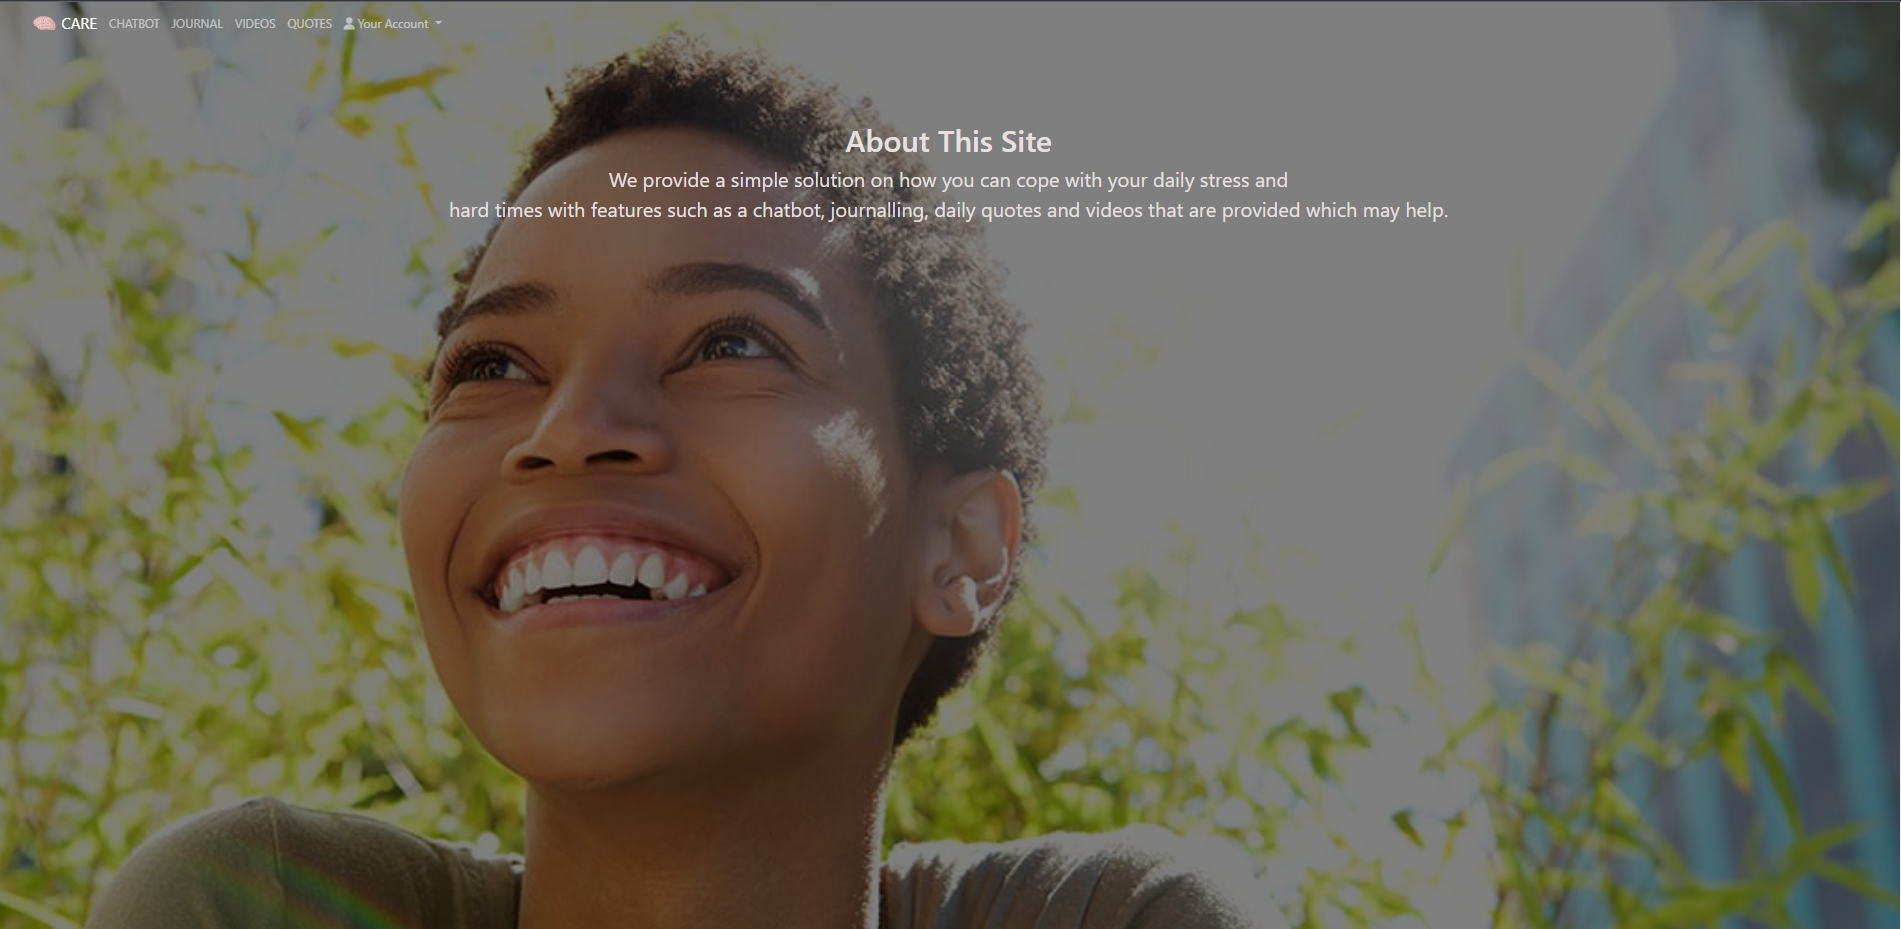 CARE CHATBOT JOURNAL VIDEOS QUOTES Your Account
About This Site
We provide a simple solution on how you can cope with your daily stress and
hard times with features such as a chatbot, journalling, daily quotes and videos that are provided which may help.